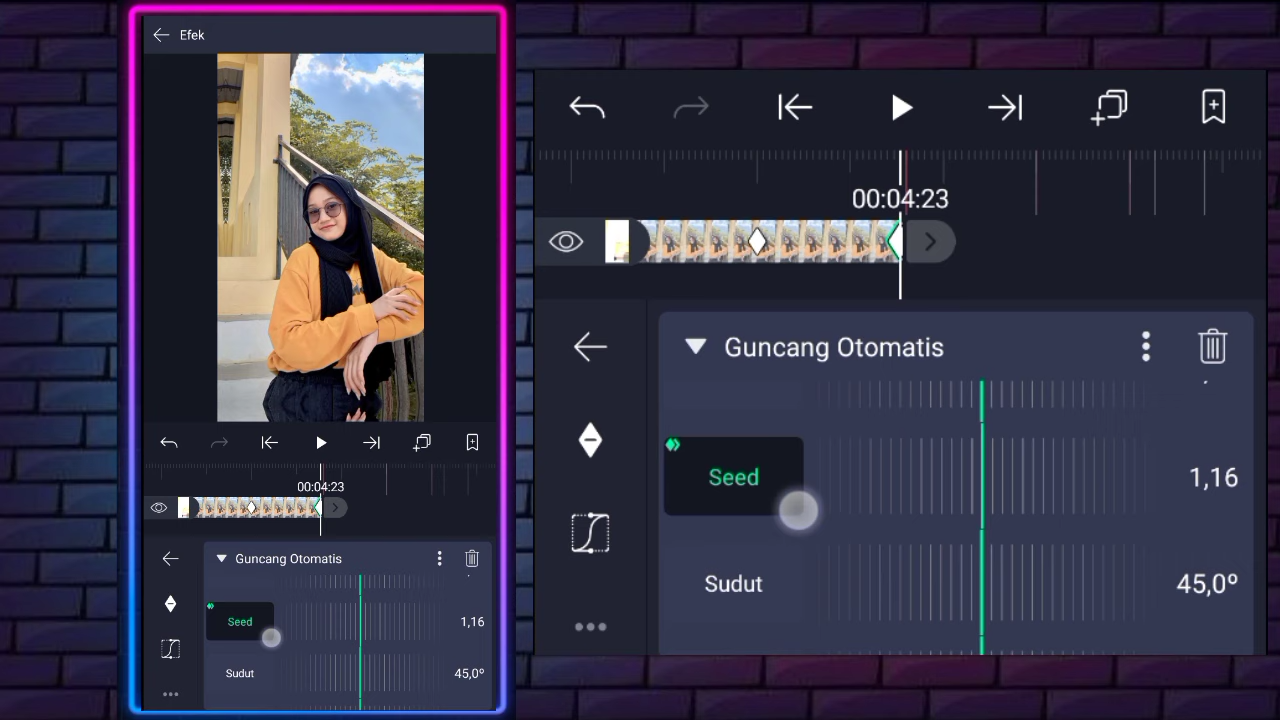 Efek
00:04:23
Guncang Otomatis
Seed
1,16
Sudut
45,0º
00:04:23
Guncang Otomatis
Seed
1,16
Sudut
45,0º